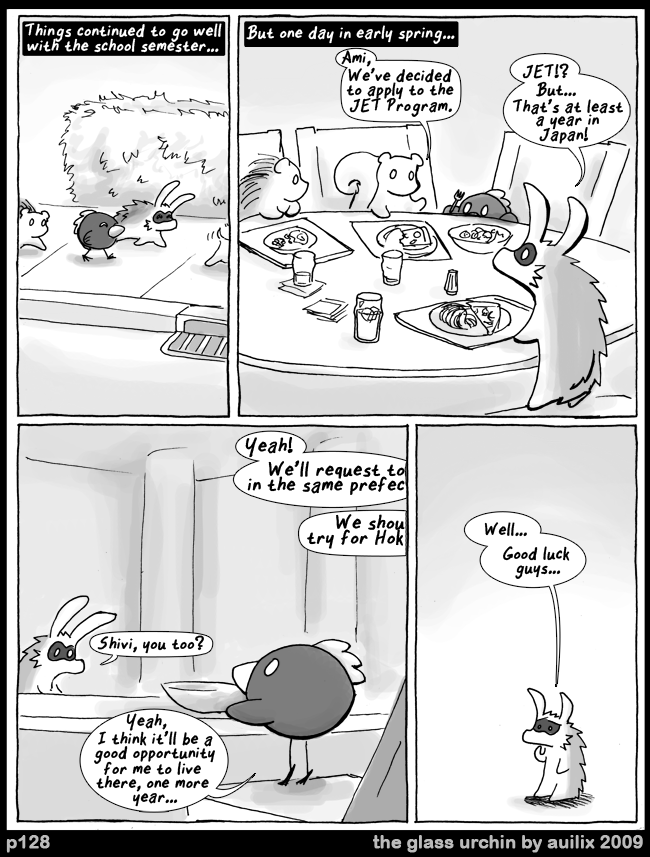 Things continued to go well
with the school semester...
But one day in early spring...
Ami,
We've decided
to apply to the
JET Program.
JET!?
But...
That's at least
a year in
Japan!
Yeah!
We'll request to
in the same prefec
We shou
try for Hok
Shivi, you too?
Yeah,
I think it'll be a
good opportunity
for me to live
there, one more
year...
Well...
Good luck
guys...
p128
the glass urchin by auilix 2009